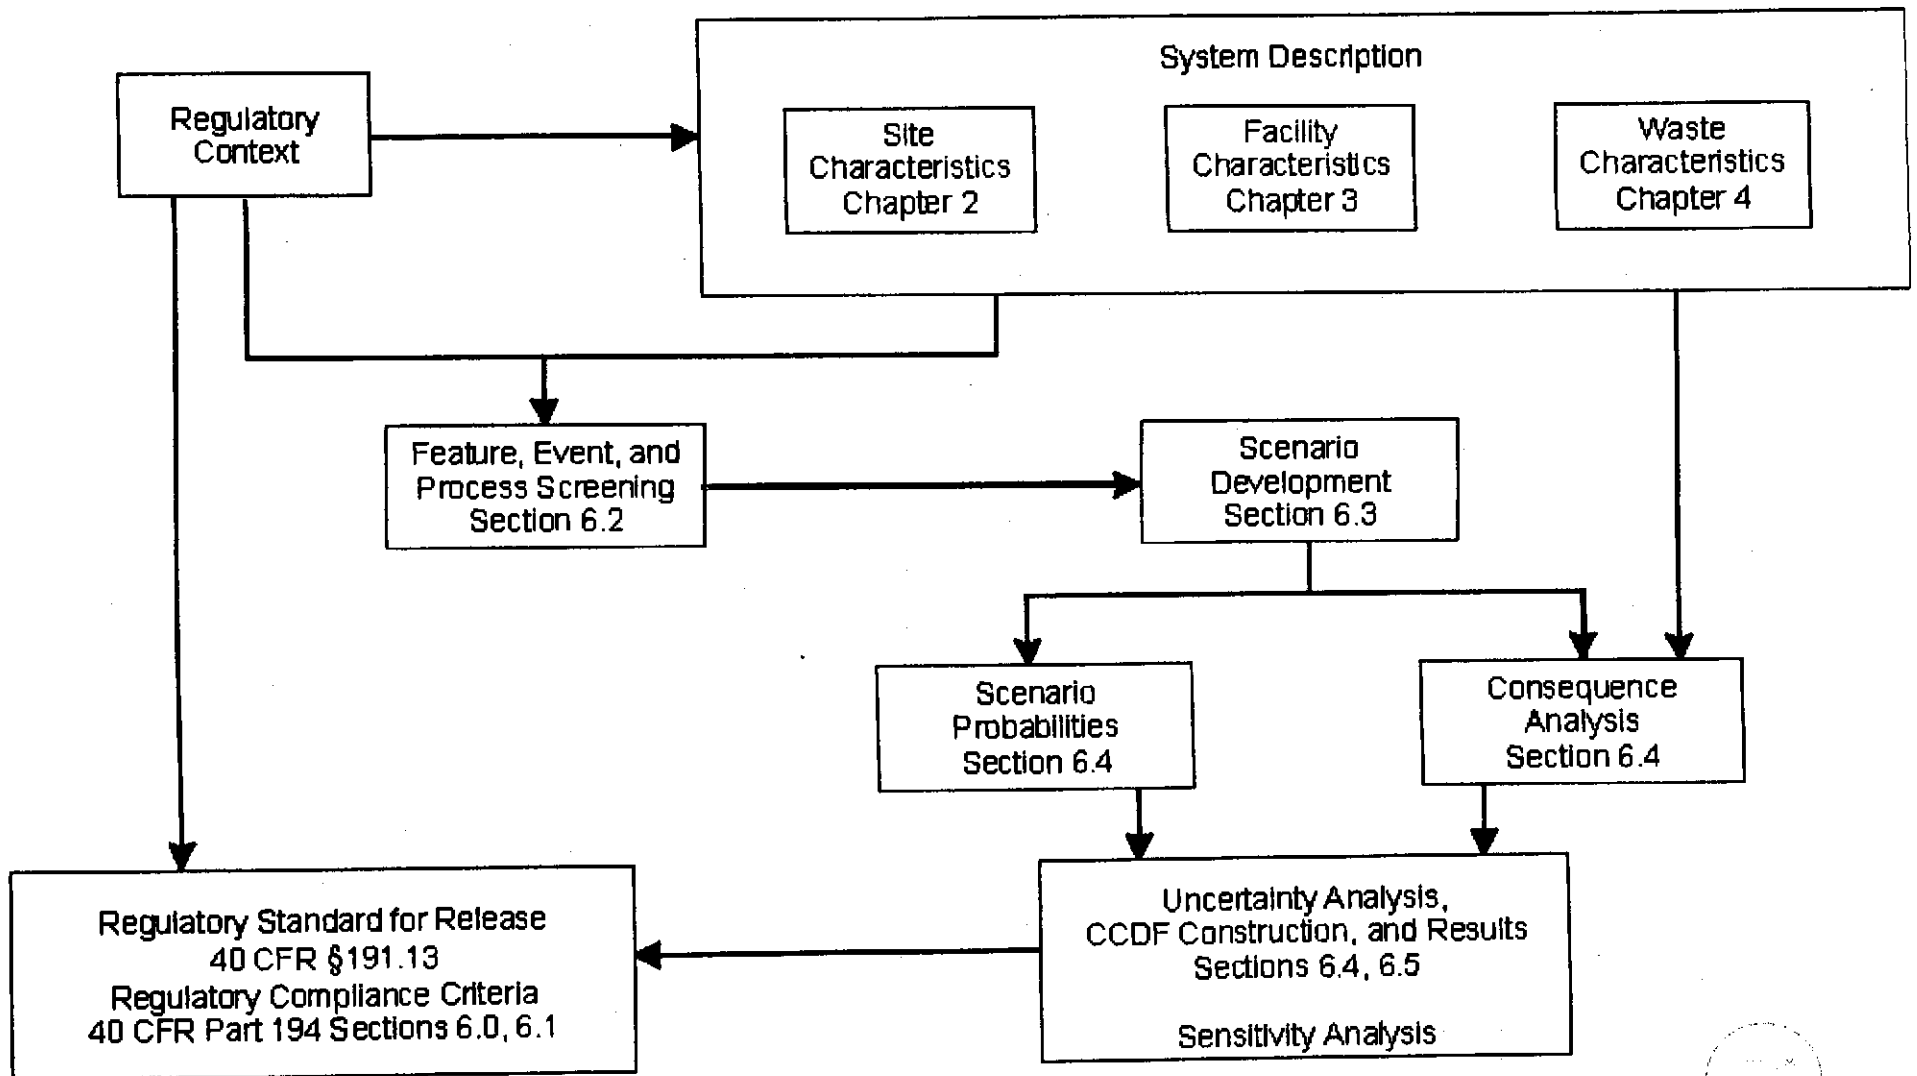 System Description
Regulatory
Context
Site
Characteristics
Chapter 2
Facility
Characteristics
Chapter 3
Waste
Characteristics
Chapter 4
Feature, Event, and
Process Screening
Section 6.2
Scenario
Development
Section 6.3
Scenario
Probabilities
Section 6.4
Consequence
Analysis
Section 6.4
Regulatory Standard for Release
40 CFR §191.13
Regulatory Compliance Criteria
40 CFR Part 194 Sections 6.0, 6.1
Uncertainty Analysis,
CCDF Construction, and Results
Sections 6.4, 6.5
Sensitivity Analysis